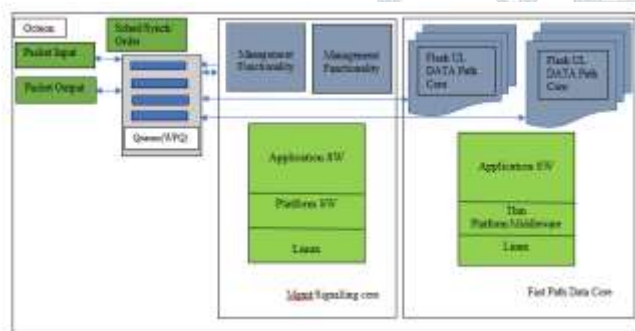 Octeon
Sched/Synch/
Order
Packet Input
Packet Output
Queues(WPQ)
Management
Functionality
Management
Functionality
Flask UL
DATA Path
Core
Flask UL
DATA Path
Core
Application SW
Platform SW
Linux
Mgmt/Signalling core
Application SW
Thin
Platform/Middleware
Linux
Fast Path Data Core